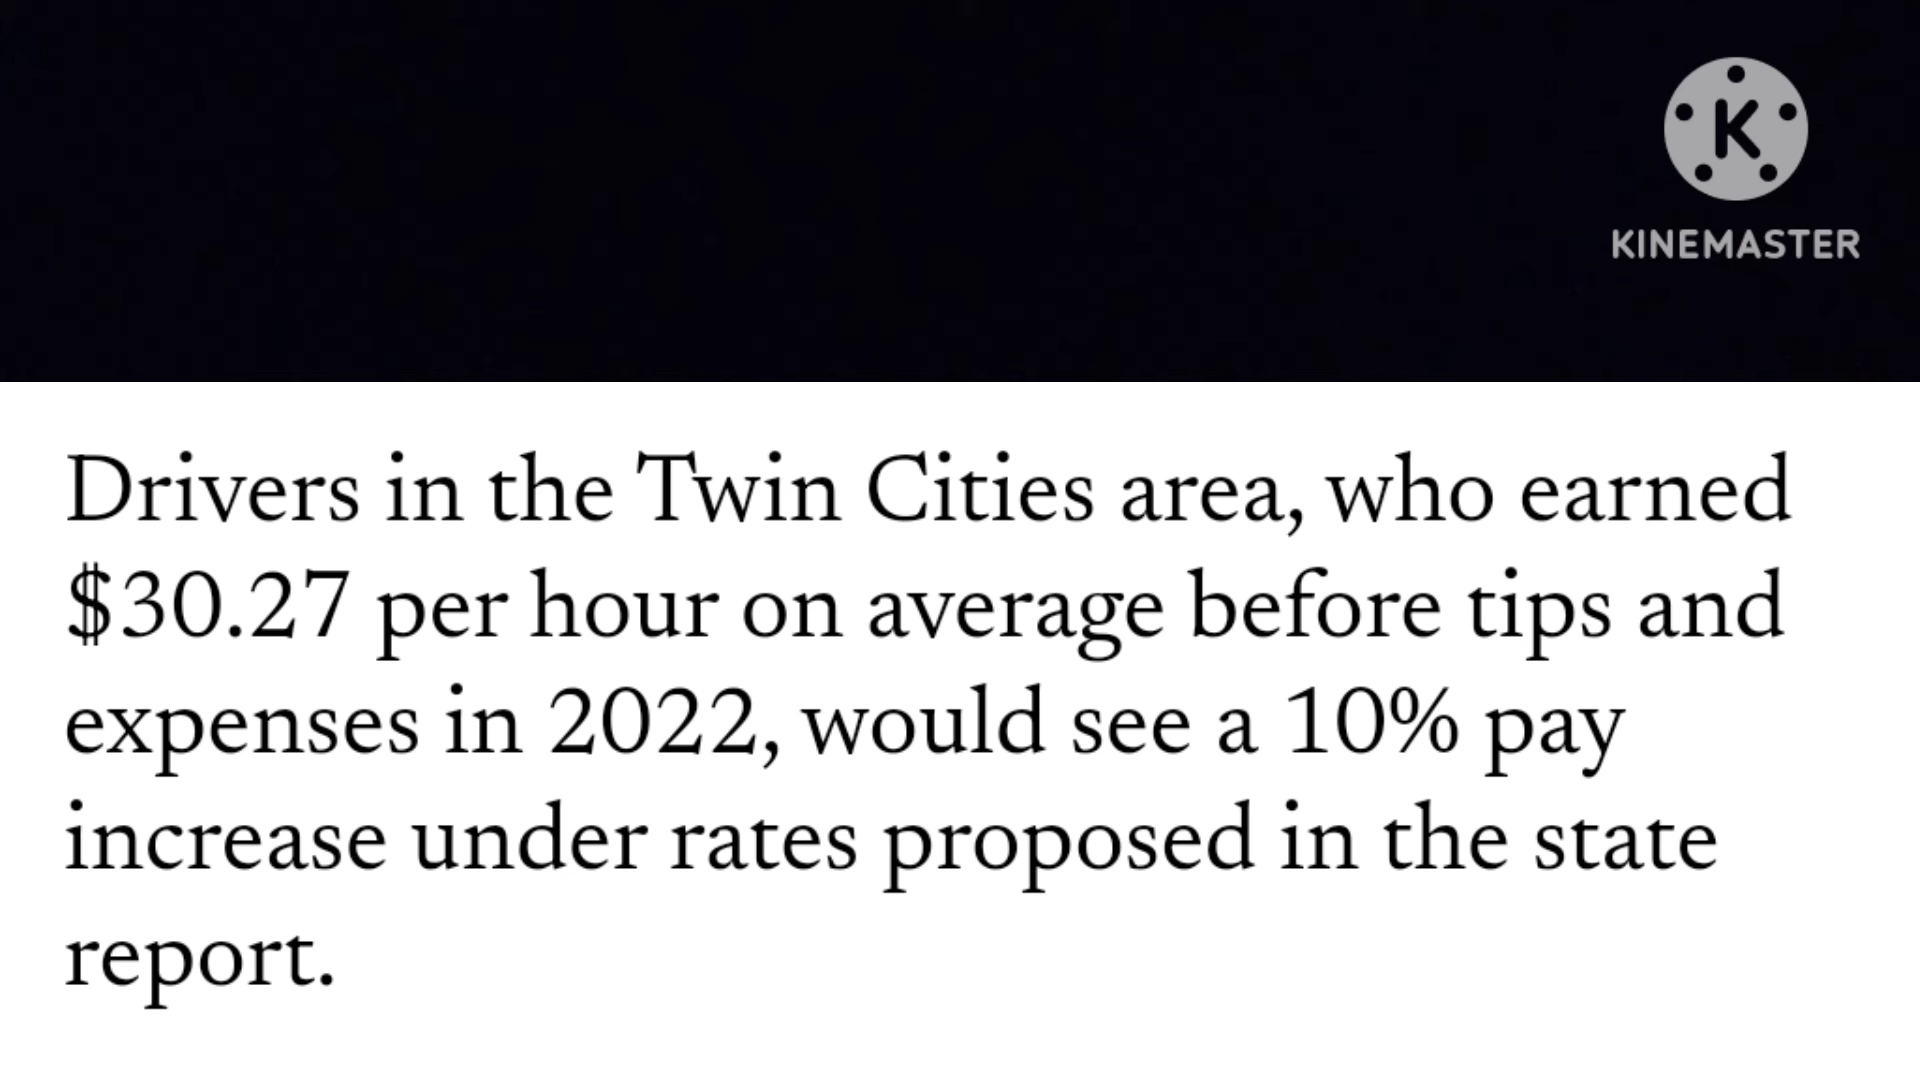 K
KINEMASTER
Drivers in the Twin Cities area, who earned
$30.27 per hour on average before tips and
expenses in 2022, would see a 10% pay
increase under rates proposed in the state
report.